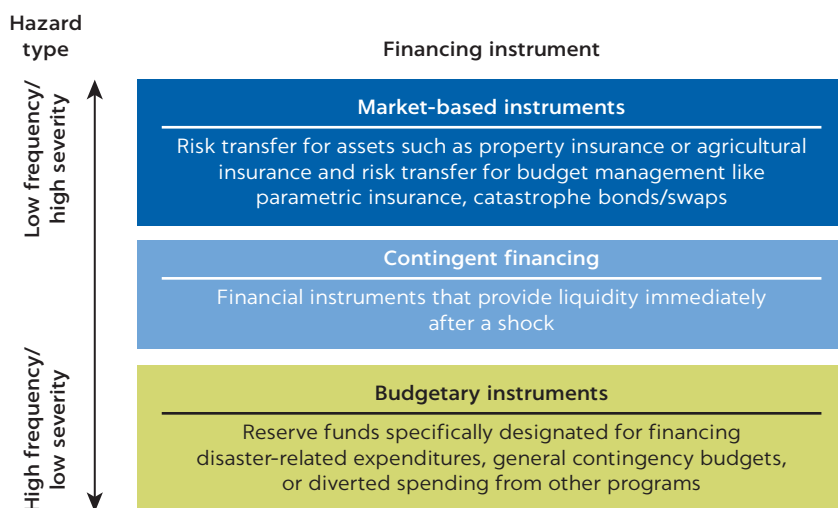 Hazard
type
Financing instrument
Low frequency/
high severity
Market-based instruments
Risk transfer for assets such as property insurance or agricultural
insurance and risk transfer for budget management like
parametric insurance, catastrophe bonds/swaps
Contingent financing
Financial instruments that provide liquidity immediately
after a shock
High frequency/
low severity
Budgetary instruments
Reserve funds specifically designated for financing
disaster-related expenditures, general contingency budgets,
or diverted spending from other programs